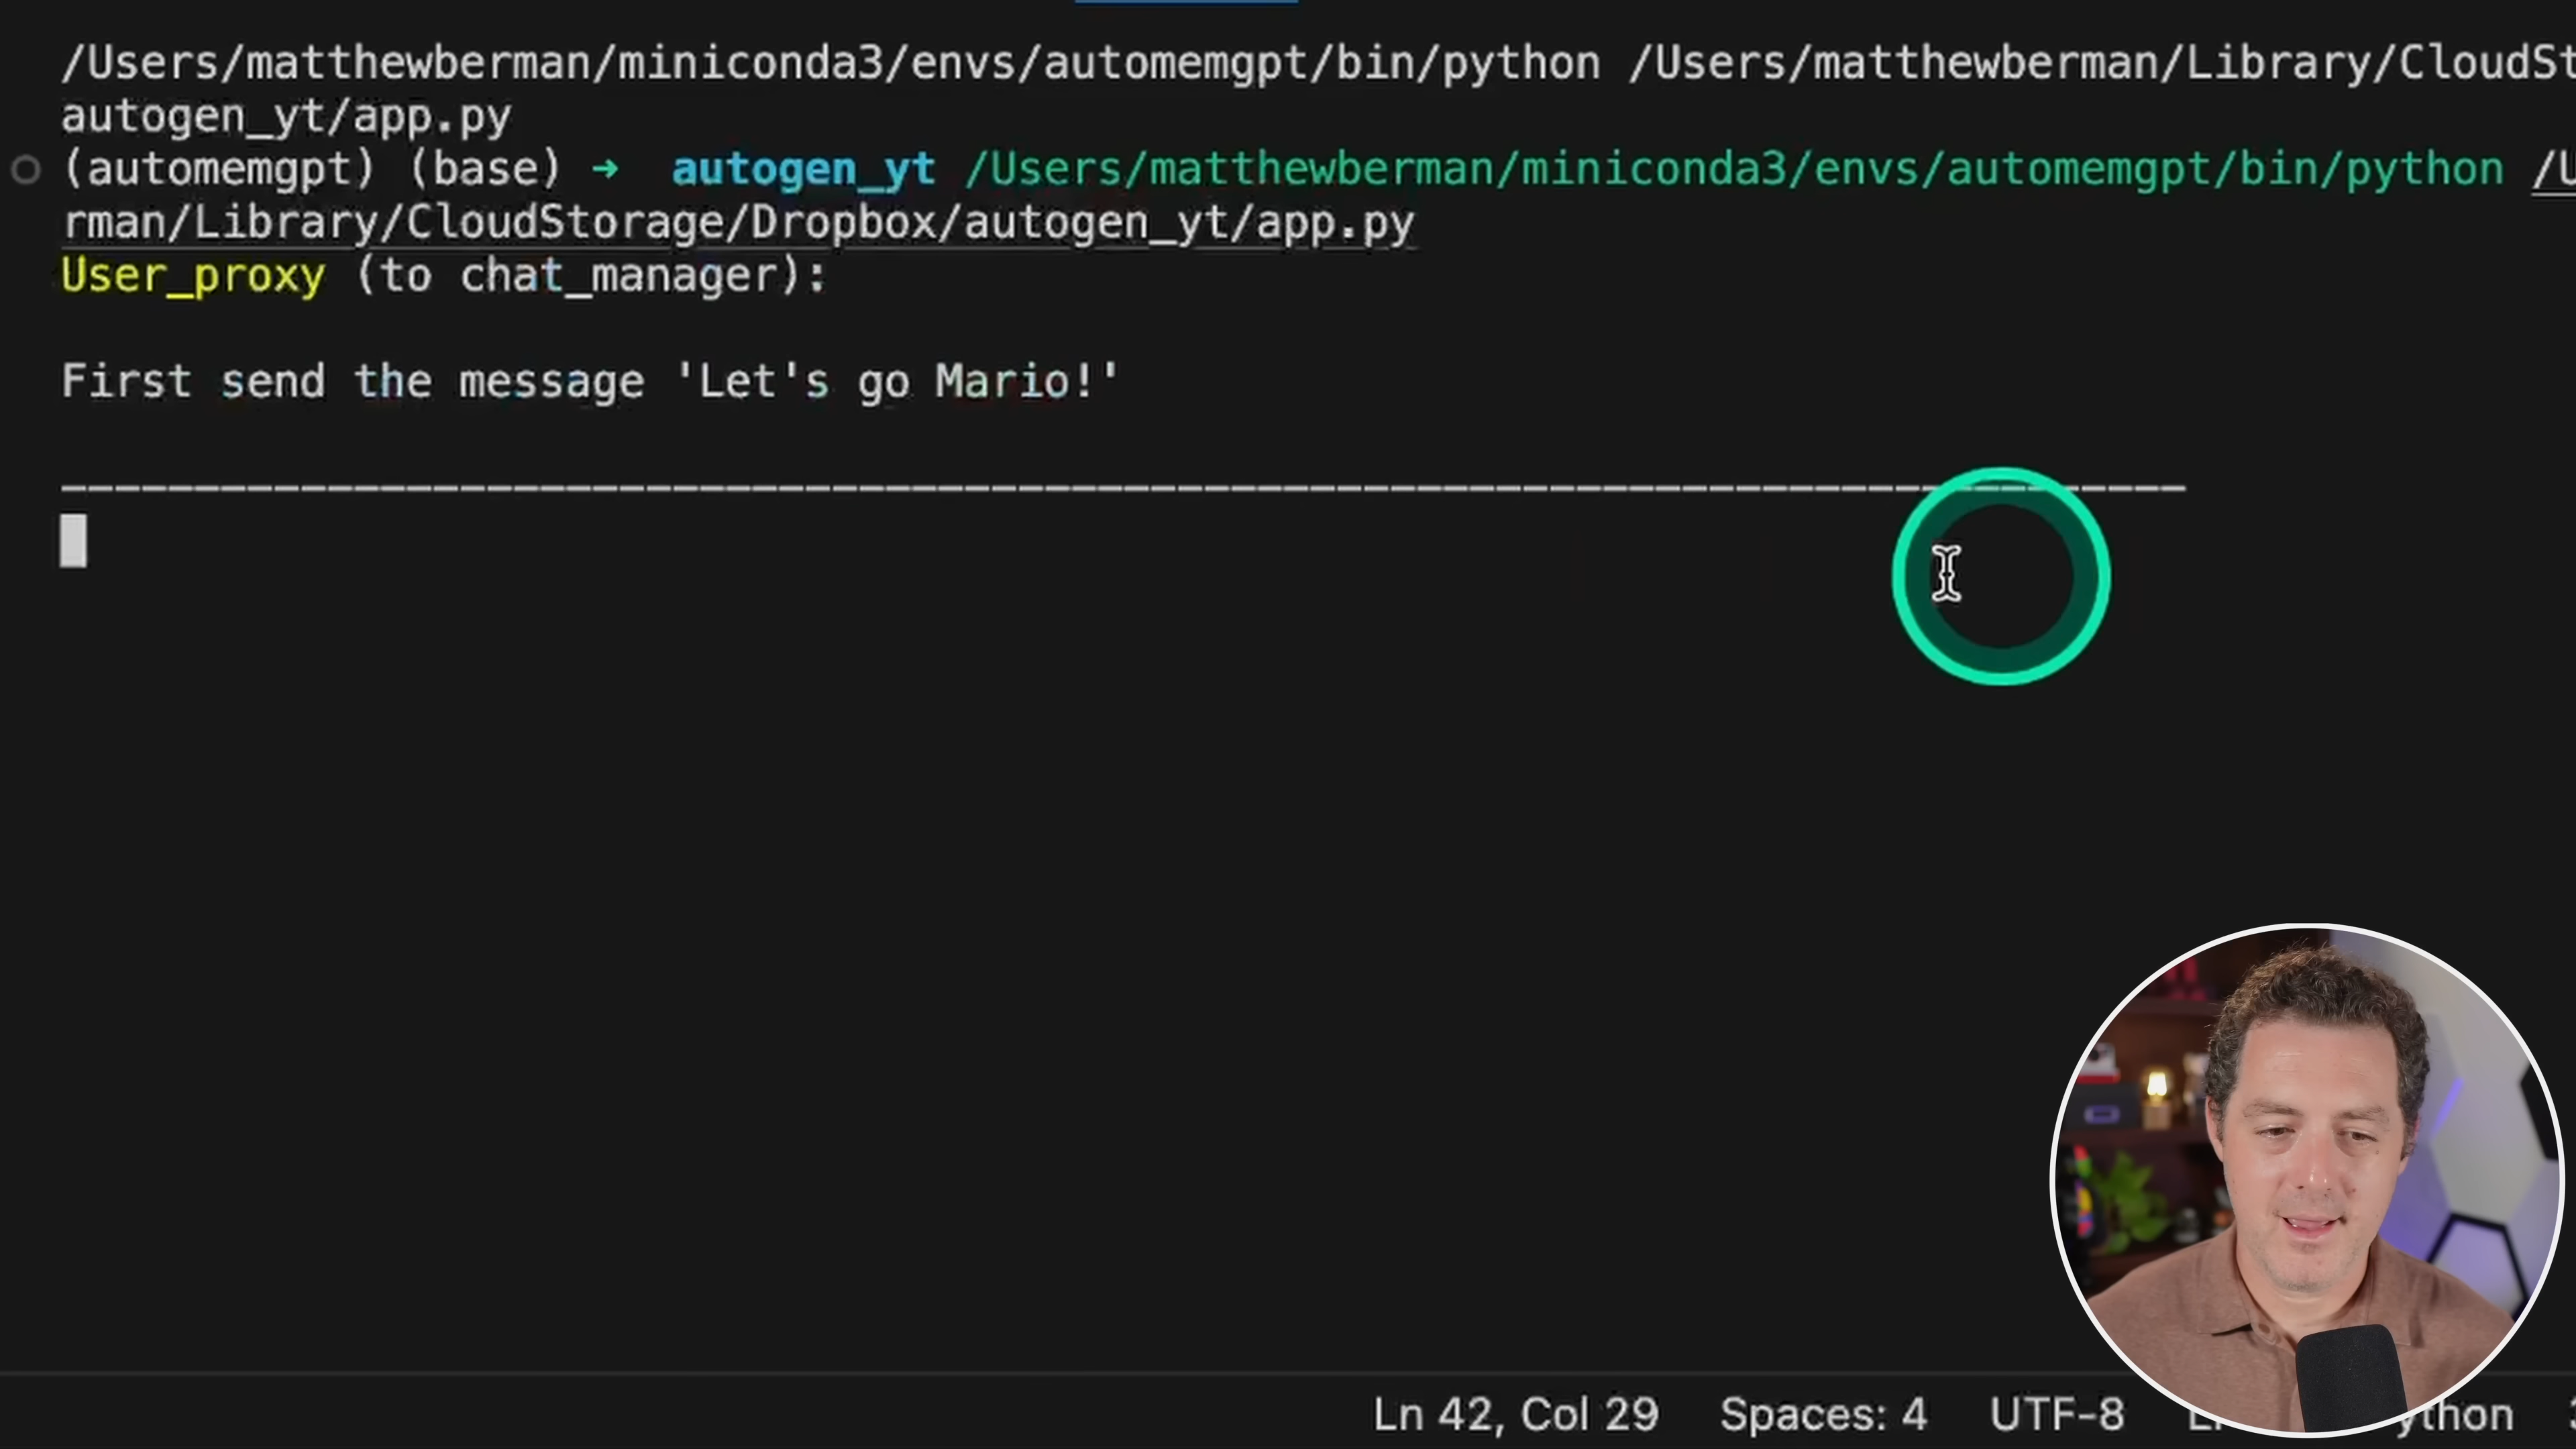 /Users/matthewberman/miniconda3/envs/automemgpt/bin/python /Users/matthewberman/Library/CloudSt
autogen_yt/app.py
(automemgpt) (base) → autogen_yt /Users/matthewberman/miniconda3/envs/automemgpt/bin/python /U
rman/Library/CloudStorage/Dropbox/autogen_yt/app.py
User_proxy (to chat_manager):
First send the message 'Let's go Mario!'
--------------------------------------------------------------------------------
Ln 42, Col 29 Spaces: 4 UTF-8 ython